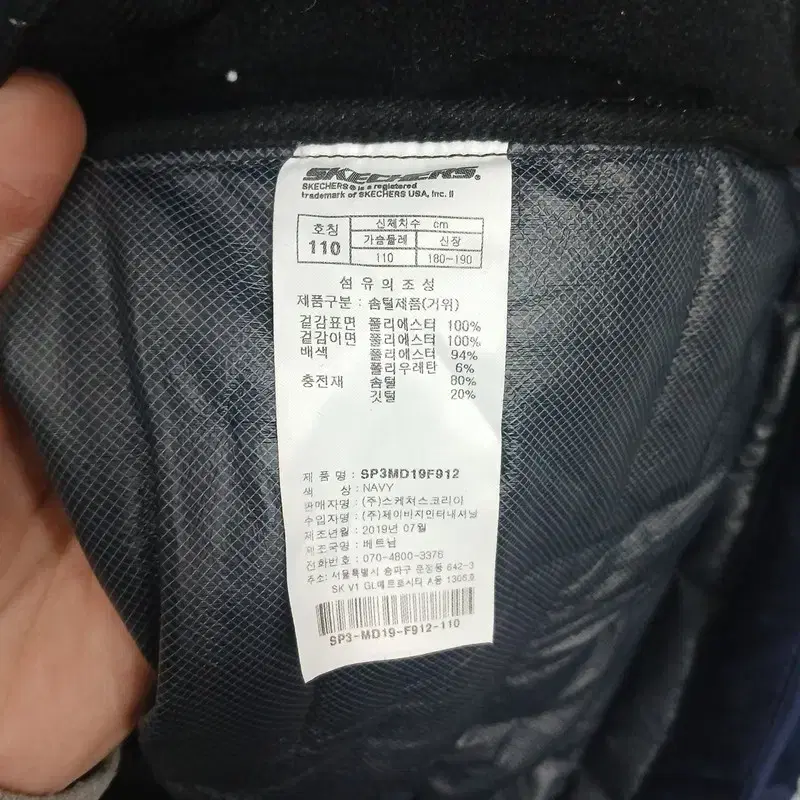 SKECHERS®
SKECHERS® is a registered
trademark of SKECHERS USA, Inc. II
호칭 신체치수 cm
가슴둘레 신장
110 110 180-190
섬유의조성
제품구분 : 솜털제품(거위)
겉감표면 폴리에스터 100%
겉감이면 폴리에스터 100%
배색 폴리에스터 94%
폴리우레탄 6%
충전재 솜털 80%
깃털 20%
제 품 명 : SP3MD19F912
색 상 : NAVY
판매자명 : (주)스케쳐스코리아
수입자명 : (주)제이바지인터내셔날
제조년월 : 2019년 07월
제조국명 : 베트남
전화번호 : 070-4800-3376
주소: 서울특별시 송파구 문정동 642-3
SK V1 GL메트로시티 A동
SP3-MD19-F912-110